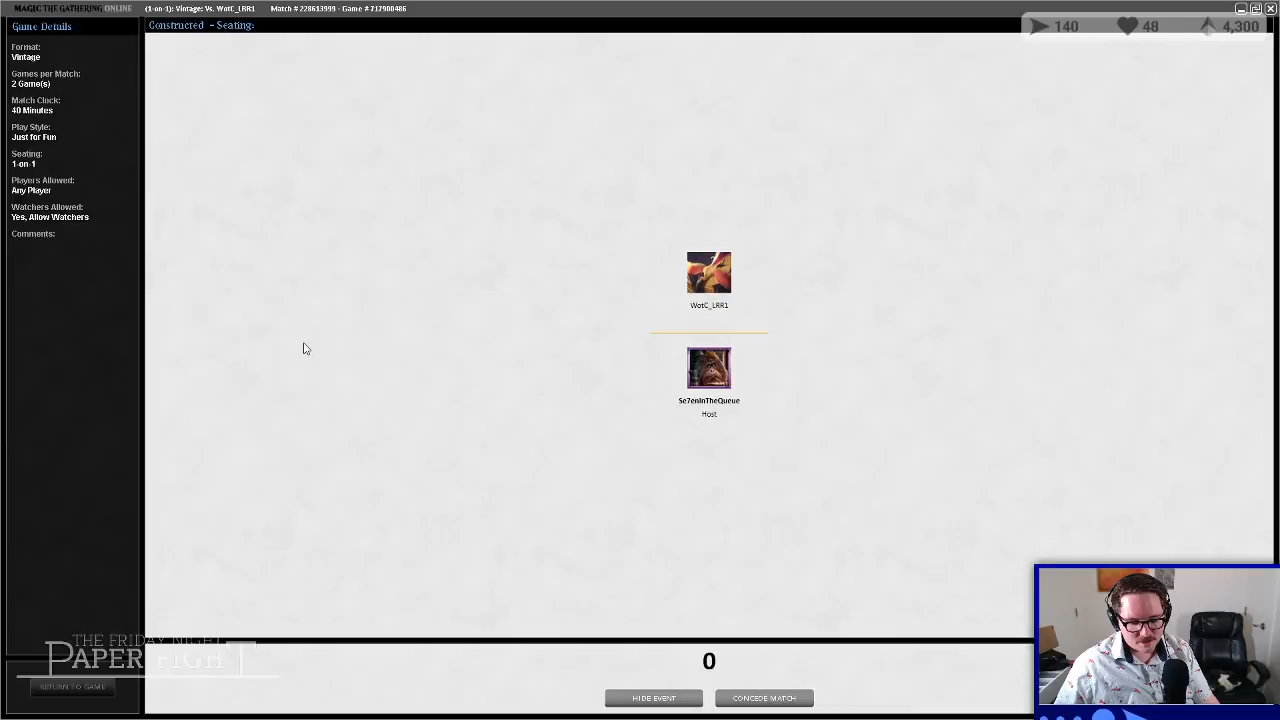 MAGIC THE GATHERING ONLINE (1-on-1): Vintage: Vs. WotC_LRR1 Match # 228613999 - Game # 717900486
Game Details
Constructed - Seating:
140 48 4,300
Format:
Vintage
Games per Match:
2 Game(s)
Match Clock:
40 Minutes
Play Style:
Just for Fun
Seating:
1-on-1
Players Allowed:
Any Player
Watchers Allowed:
Yes, Allow Watchers
Comments:
WotC_LRR1
Se7enInTheQueue
Host
THE FRIDAY NIGHT
PAPER FIGHT
RETURN TO GAME
0
HIDE EVENT
CONCEDE MATCH